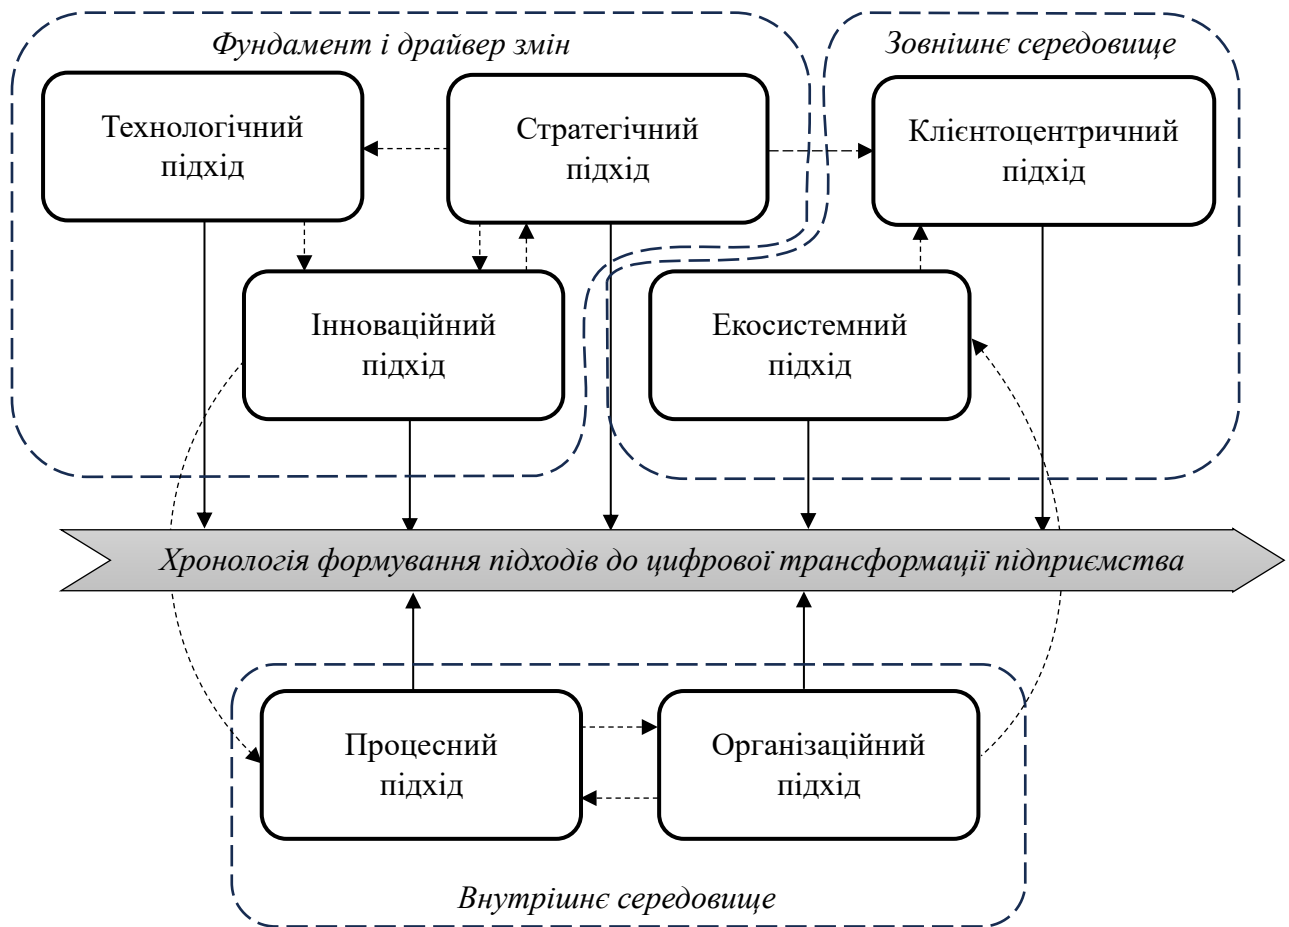 Фундамент і драйвер змін
Зовнішнє середовище
Технологічний
підхід
Стратегічний
підхід
Клієнтоцентричний
підхід
Інноваційний
підхід
Екосистемний
підхід
Хронологія формування підходів до цифрової трансформації підприємства
Процесний
підхід
Організаційний
підхід
Внутрішнє середовище